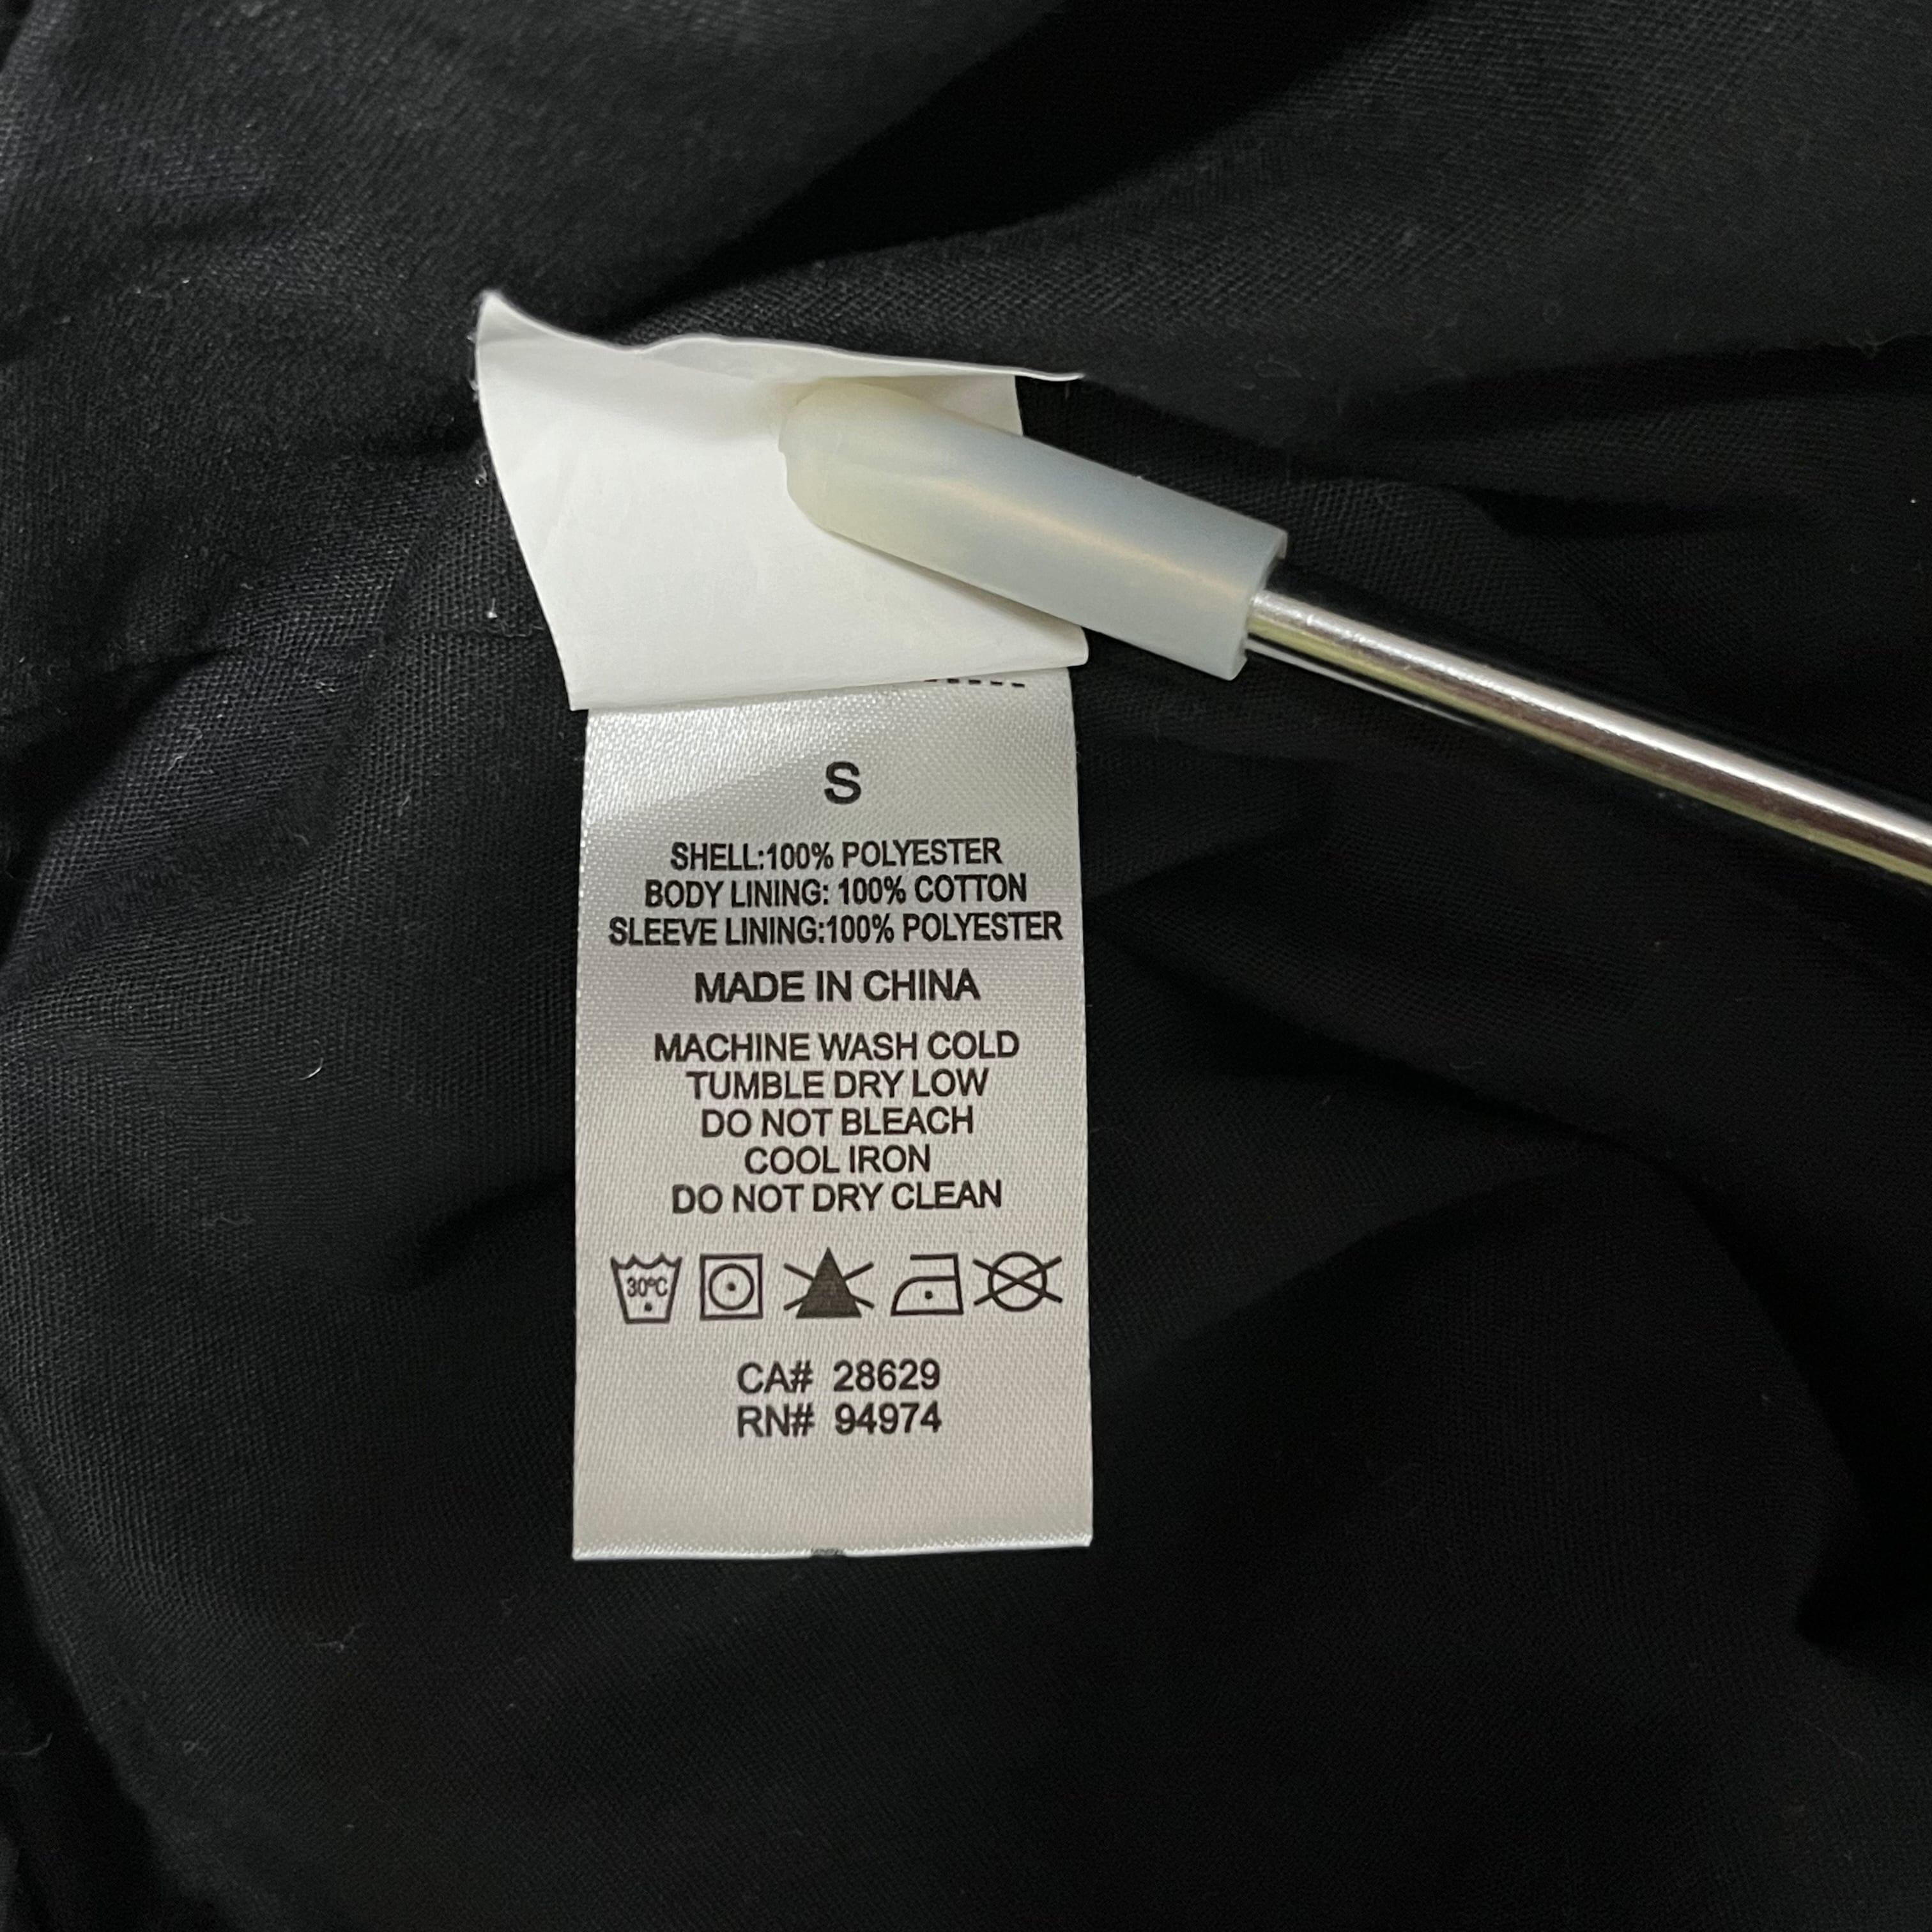 S
SHELL:100% POLYESTER
BODY LINING: 100% COTTON
SLEEVE LINING:100% POLYESTER
MADE IN CHINA
MACHINE WASH COLD
TUMBLE DRY LOW
DO NOT BLEACH
COOL IRON
DO NOT DRY CLEAN
30°C
CA# 28629
RN# 94974